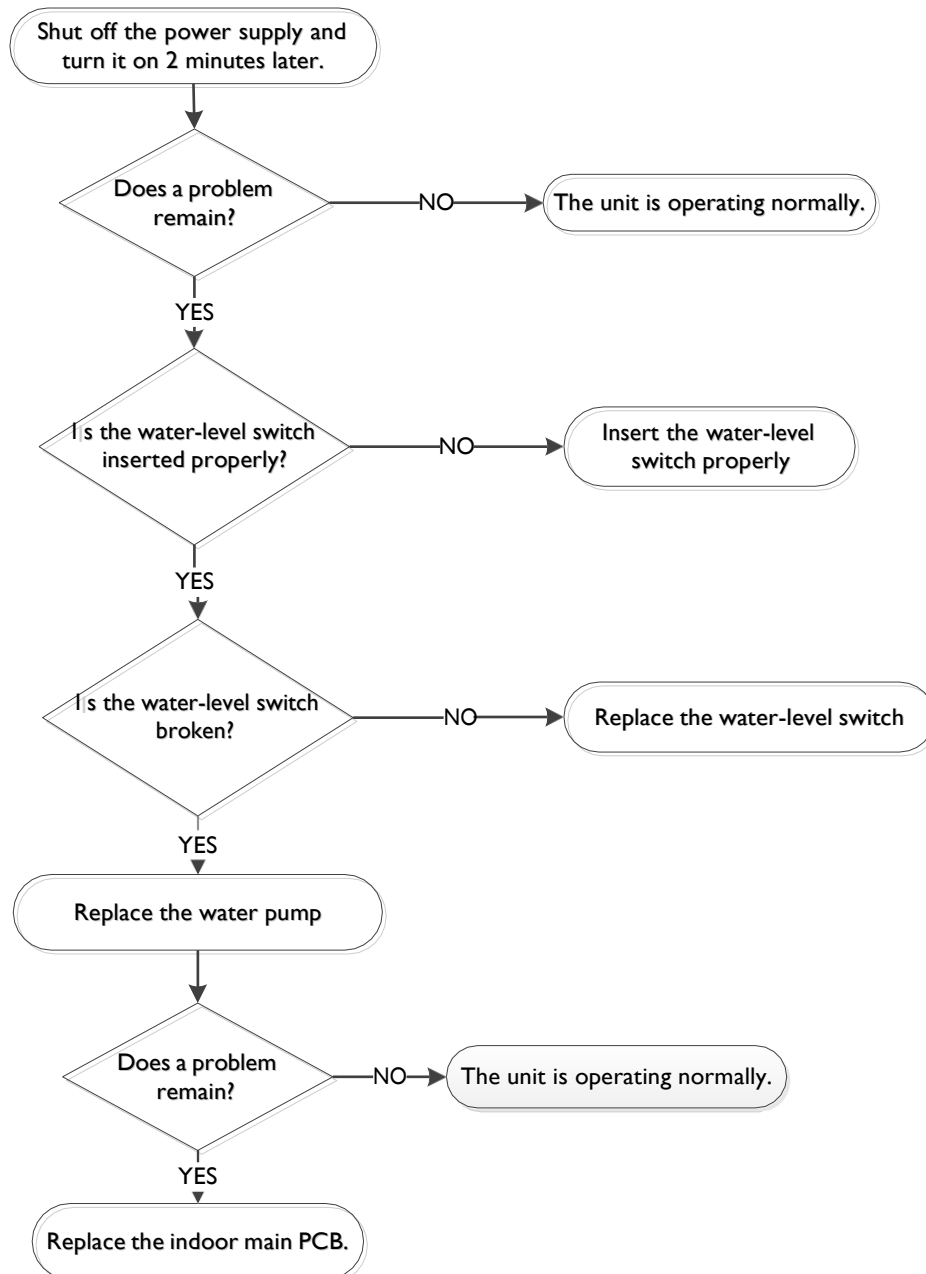 Shut off the power supply and
turn it on 2 minutes later.
Does a problem
remain?
NO
The unit is operating normally.
YES
Is the water-level switch
inserted properly?
NO
Insert the water-level
switch properly
YES
Is the water-level switch
broken?
NO
Replace the water-level switch
YES
Replace the water pump
Does a problem
remain?
NO
The unit is operating normally.
YES
Replace the indoor main PCB.